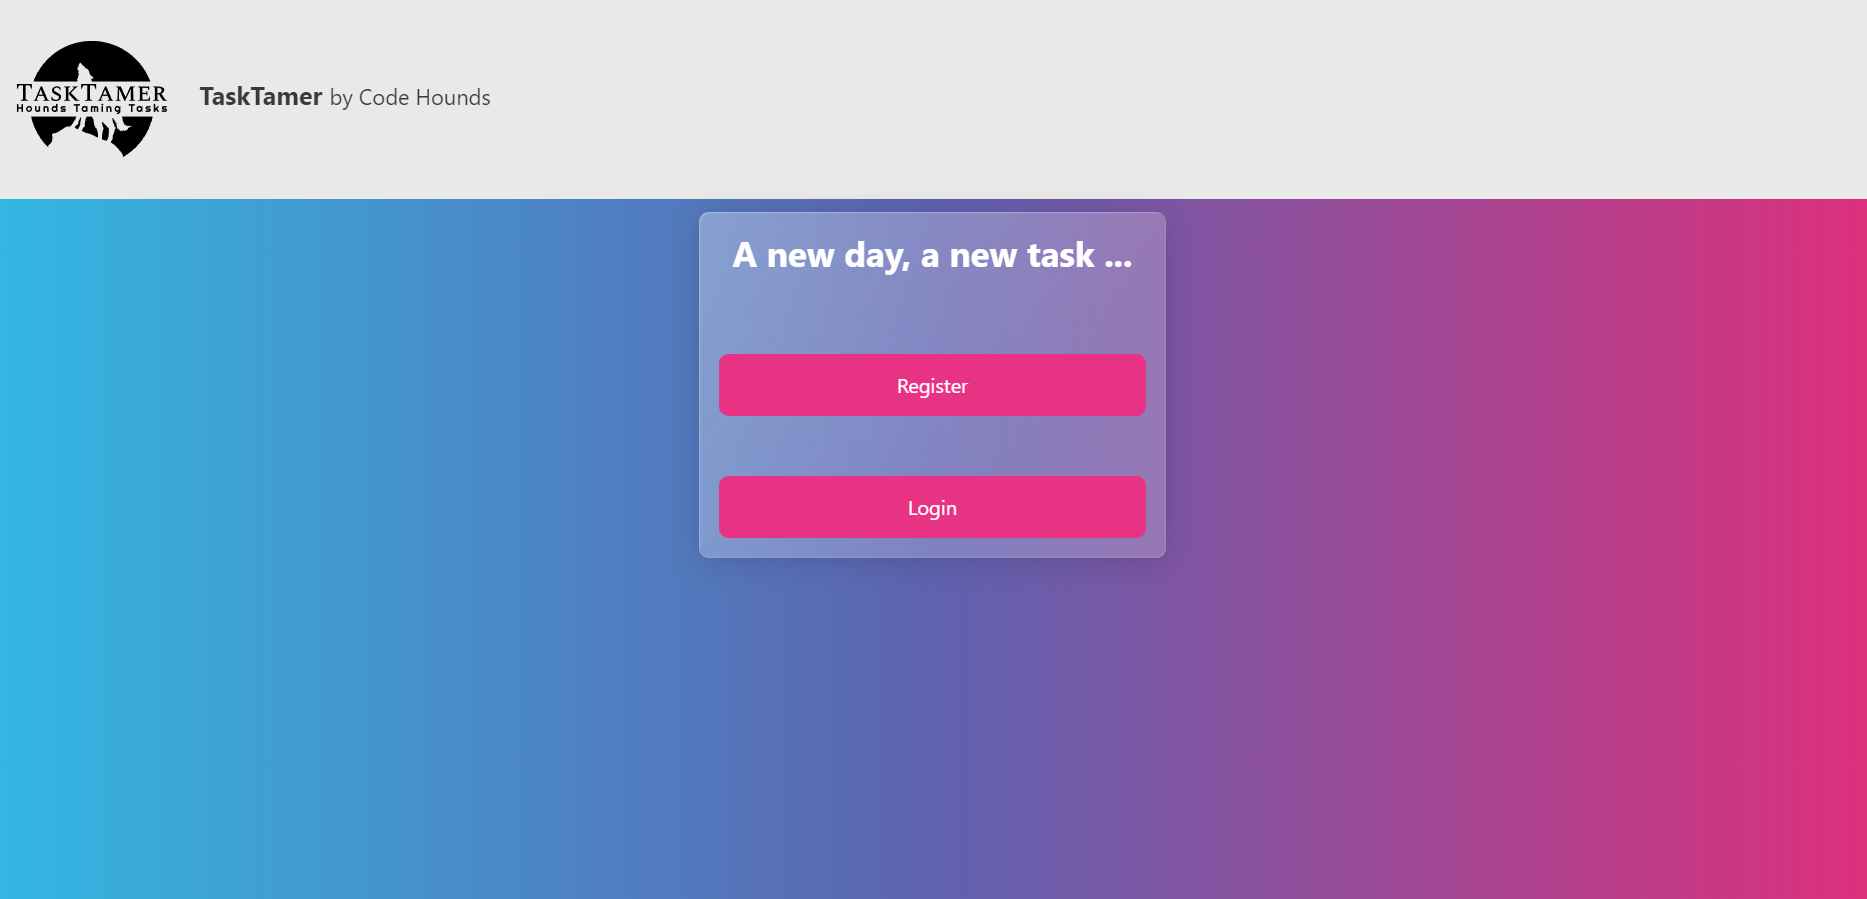 TASKTAMER
Hounds Taming Tasks
TaskTamer by Code Hounds
A new day, a new task ...
Register
Login